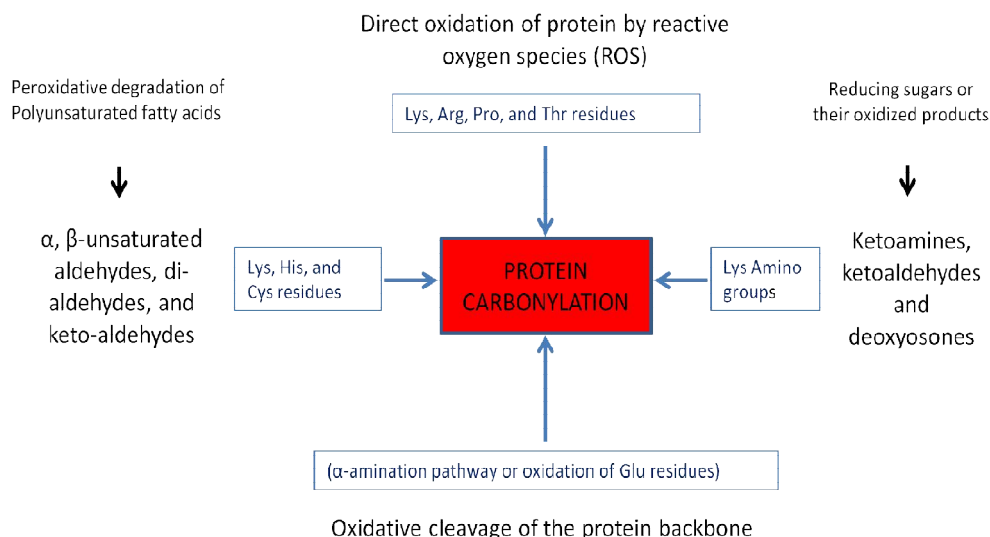 Direct oxidation of protein by reactive
oxygen species (ROS)
Peroxidative degradation of
Polyunsaturated fatty acids
Lys, Arg, Pro, and Thr residues
Reducing sugars or
their oxidized products
α, β-unsaturated
aldehydes, di-
aldehydes, and
keto-aldehydes
Lys, His, and
Cys residues
PROTEIN
CARBONYLATION
Lys Amino
groups
Ketoamines,
ketoaldehydes
and
deoxyosones
(α-amination pathway or oxidation of Glu residues)
Oxidative cleavage of the protein backbone